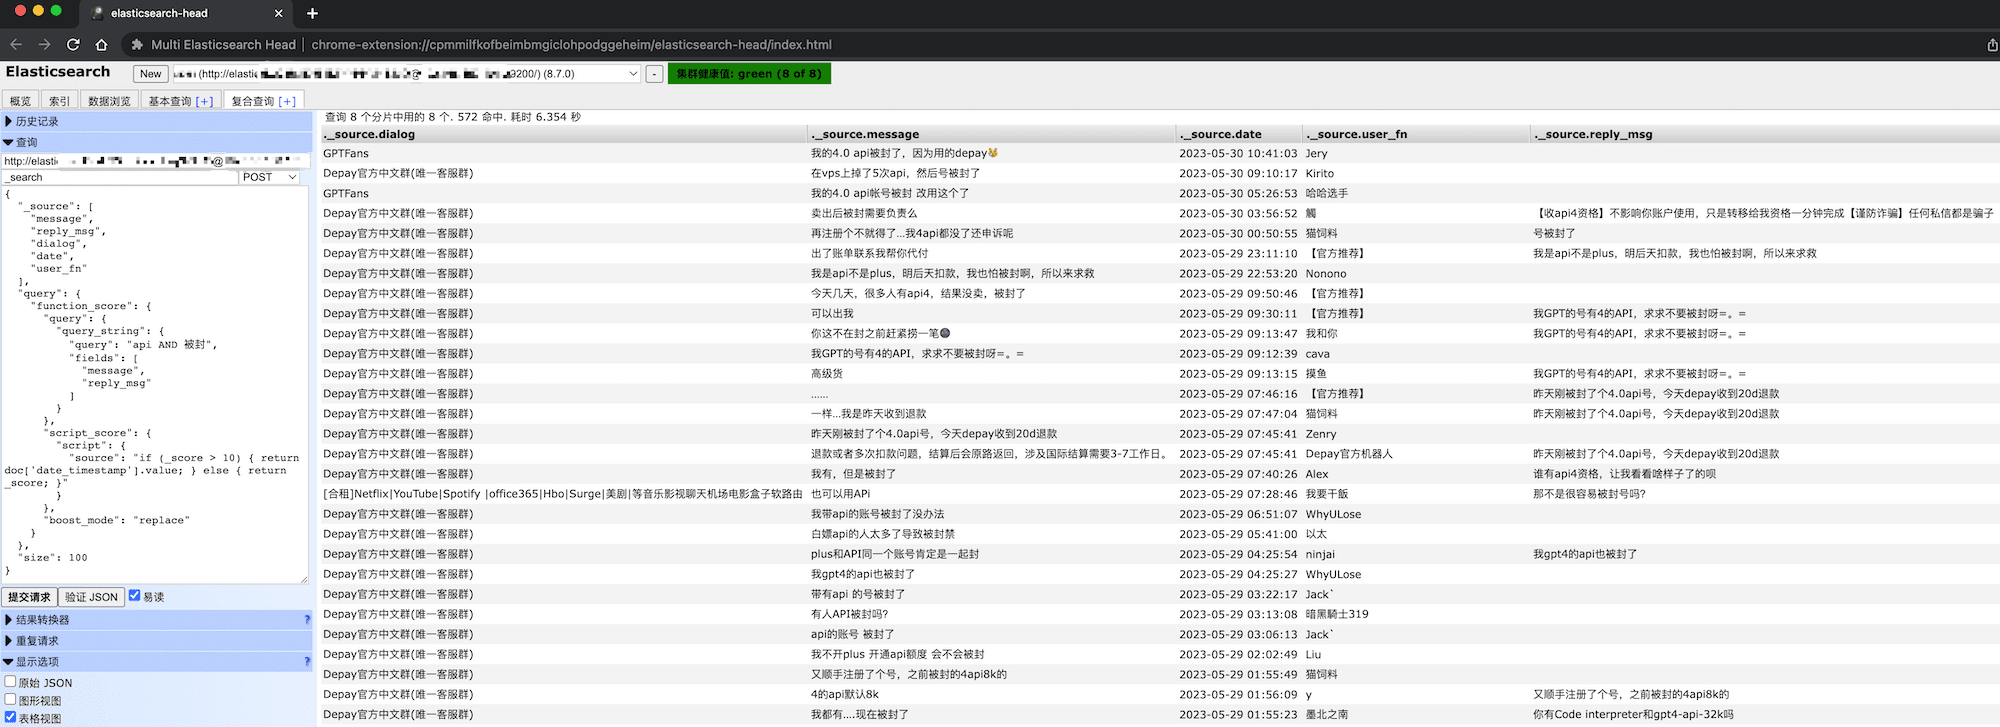 elasticsearch-head
Multi Elasticsearch Head | chrome-extension://cpmmilfkofbeimbmgiclohpodggeheim/elasticsearch-head/index.html
Elasticsearch New (http://elastic @ 9200/) (8.7.0) - 集群健康值: green (8 of 8)
概览 索引 数据浏览 基本查询 [+] 复合查询 [+]
历史记录
查询
http://elasti @
_search POST
{
"_source": [
"message",
"reply_msg",
"dialog",
"date",
"user_fn"
],
"query": {
"function_score": {
"query": {
"query_string": {
"query": "api AND 被封",
"fields": [
"message",
"reply_msg"
]
}
},
"script_score": {
"script": {
"source": "if (_score > 10) { return
doc['date_timestamp'].value; } else { return
_score; }"
}
},
"boost_mode": "replace"
}
},
"size": 100
}
提交请求 验证 JSON 易读
结果转换器 ?
重复请求
显示选项 ?
原始 JSON
图形视图
表格视图
查询 8 个分片中用的 8 个. 572 命中. 耗时 6.354 秒
._source.dialog ._source.message ._source.date ._source.user_fn ._source.reply_msg
GPTFans 我的4.0 api被封了，因为用的depay😾 2023-05-30 10:41:03 Jery
Depay官方中文群(唯一客服群) 在vps上掉了5次api，然后号被封了 2023-05-30 09:10:17 Kirito
GPTFans 我的4.0 api帐号被封 改用这个了 2023-05-30 05:26:53 哈哈选手
Depay官方中文群(唯一客服群) 卖出后被封需要负责么 2023-05-30 03:56:52 觸 【收api4资格】不影响你账户使用，只是转移给我资格一分钟完成【谨防诈骗】任何私信都是骗子
Depay官方中文群(唯一客服群) 再注册个不就得了...我4api都没了还申诉呢 2023-05-30 00:50:55 猫饲料 号被封了
Depay官方中文群(唯一客服群) 出了账单联系我帮你代付 2023-05-29 23:11:10 【官方推荐】 我是api不是plus，明后天扣款，我也怕被封啊，所以来求救
Depay官方中文群(唯一客服群) 我是api不是plus，明后天扣款，我也怕被封啊，所以来求救 2023-05-29 22:53:20 Nonono
Depay官方中文群(唯一客服群) 今天几天，很多人有api4，结果没卖，被封了 2023-05-29 09:50:46 【官方推荐】
Depay官方中文群(唯一客服群) 可以出我 2023-05-29 09:30:11 【官方推荐】 我GPT的号有4的API，求求不要被封呀=。=
Depay官方中文群(唯一客服群) 你这不在封之前赶紧捞一笔🌚 2023-05-29 09:13:47 我和你 我GPT的号有4的API，求求不要被封呀=。=
Depay官方中文群(唯一客服群) 我GPT的号有4的API，求求不要被封呀=。= 2023-05-29 09:12:39 cava
Depay官方中文群(唯一客服群) 高级货 2023-05-29 09:13:15 摸鱼 我GPT的号有4的API，求求不要被封呀=。=
Depay官方中文群(唯一客服群) ...... 2023-05-29 07:46:16 【官方推荐】 昨天刚被封了个4.0api号，今天depay收到20d退款
Depay官方中文群(唯一客服群) 一样...我是昨天收到退款 2023-05-29 07:47:04 猫饲料 昨天刚被封了个4.0api号，今天depay收到20d退款
Depay官方中文群(唯一客服群) 昨天刚被封了个4.0api号，今天depay收到20d退款 2023-05-29 07:45:41 Zenry
Depay官方中文群(唯一客服群) 退款或者多次扣款问题，结算后会原路返回，涉及国际结算需要3-7工作日。 2023-05-29 07:45:41 Depay官方机器人 昨天刚被封了个4.0api号，今天depay收到20d退款
Depay官方中文群(唯一客服群) 我有，但是被封了 2023-05-29 07:40:26 Alex 谁有api4资格，让我看看啥样子了的呗
[合租]Netflix|YouTube|Spotify |office365|Hbo|Surge|美剧|等音乐影视聊天机场电影盒子软路由 也可以用APi 2023-05-29 07:28:46 我要干飯 那不是很容易被封号吗?
Depay官方中文群(唯一客服群) 我带api的账号被封了没办法 2023-05-29 06:51:07 WhyULose
Depay官方中文群(唯一客服群) 白嫖api的人太多了导致被封禁 2023-05-29 05:41:00 以太
Depay官方中文群(唯一客服群) plus和API同一个账号肯定是一起封 2023-05-29 04:25:54 ninjai 我gpt4的api也被封了
Depay官方中文群(唯一客服群) 我gpt4的api也被封了 2023-05-29 04:25:27 WhyULose
Depay官方中文群(唯一客服群) 带有api 的号被封了 2023-05-29 03:22:17 Jack`
Depay官方中文群(唯一客服群) 有人API被封吗? 2023-05-29 03:13:08 暗黑騎士319
Depay官方中文群(唯一客服群) api的账号 被封了 2023-05-29 03:06:13 Jack`
Depay官方中文群(唯一客服群) 我不开plus 开通api额度 会不会被封 2023-05-29 02:02:49 Liu
Depay官方中文群(唯一客服群) 又顺手注册了个号，之前被封的4api8k的 2023-05-29 01:55:49 猫饲料
Depay官方中文群(唯一客服群) 4的api默认8k 2023-05-29 01:56:09 y 又顺手注册了个号，之前被封的4api8k的
Depay官方中文群(唯一客服群) 我都有....现在被封了 2023-05-29 01:55:23 墨北之南 你有Code interpreter和gpt4-api-32k吗